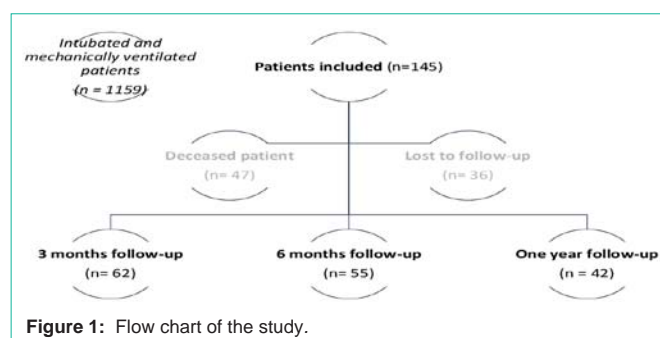 Intubated and
mechanically ventilated
patients
(n = 1159)
Patients included (n=145)
Deceased patient
(n= 47)
Lost to follow-up
(n= 36)
3 months follow-up
(n= 62)
6 months follow-up
(n= 55)
One year follow-up
(n = 42)
Figure 1: Flow chart of the study.